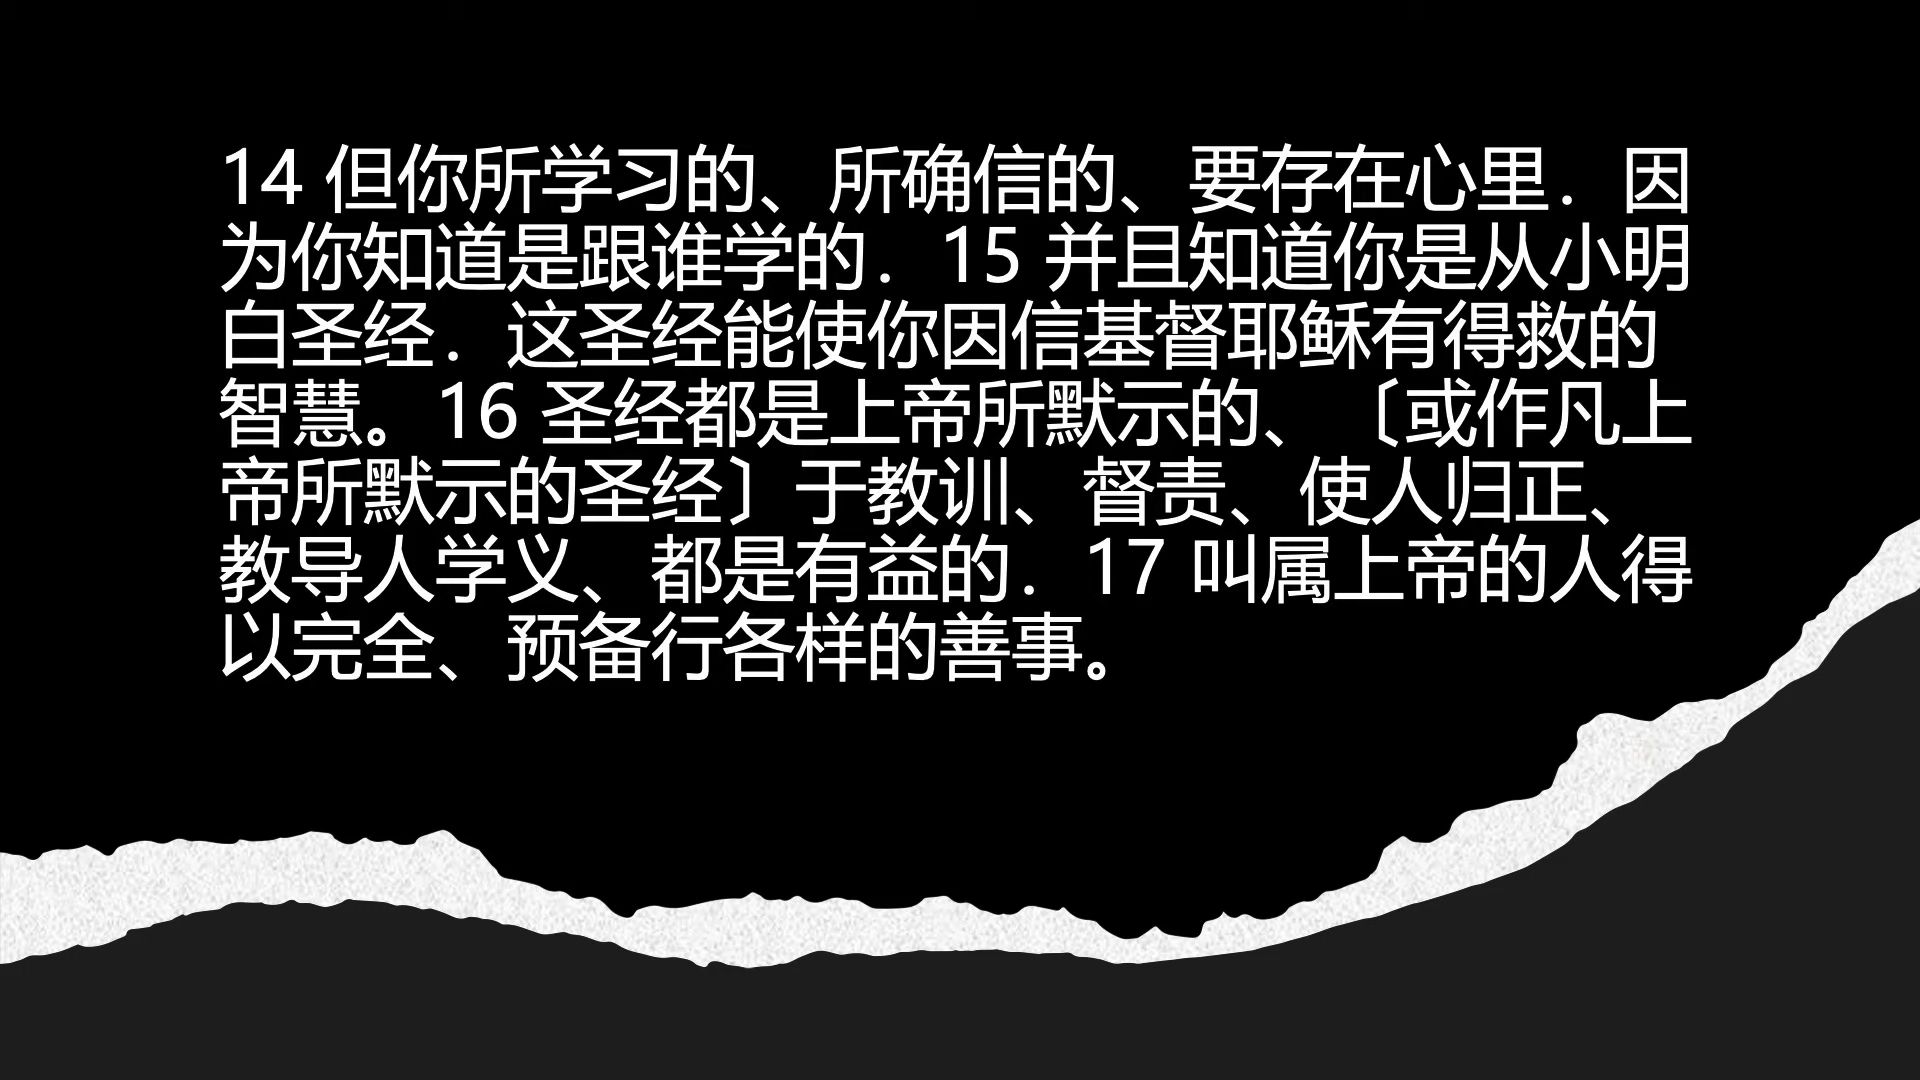 14 但你所学习的、所确信的、要存在心里．因
为你知道是跟谁学的．15 并且知道你是从小明
白圣经．这圣经能使你因信基督耶稣有得救的
智慧。16 圣经都是上帝所默示的、〔或作凡上
帝所默示的圣经〕于教训、督责、使人归正、
教导人学义、都是有益的．17 叫属上帝的人得
以完全、预备行各样的善事。